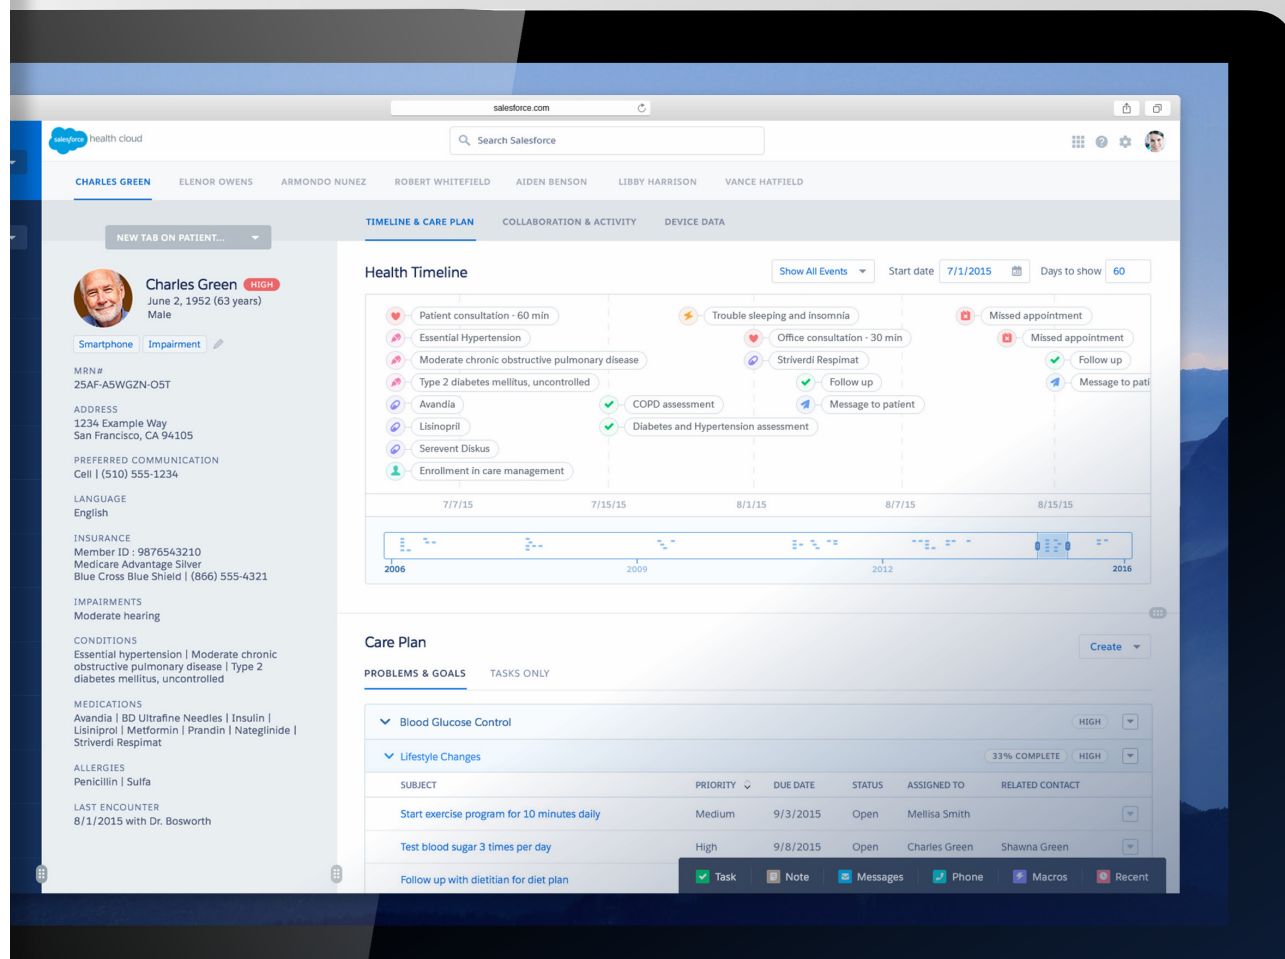 salesforce.com
salesforce health cloud
Search Salesforce
CHARLES GREEN ELENOR OWENS ARMONDO NUNEZ ROBERT WHITEFIELD AIDEN BENSON LIBBY HARRISON VANCE HATFIELD
NEW TAB ON PATIENT...
Charles Green HIGH
June 2, 1952 (63 years)
Male
Smartphone Impairment
MRN#
25AF-A5WGZN-O5T
ADDRESS
1234 Example Way
San Francisco, CA 94105
PREFERRED COMMUNICATION
Cell | (510) 555-1234
LANGUAGE
English
INSURANCE
Member ID : 9876543210
Medicare Advantage Silver
Blue Cross Blue Shield | (866) 555-4321
IMPAIRMENTS
Moderate hearing
CONDITIONS
Essential hypertension | Moderate chronic
obstructive pulmonary disease | Type 2
diabetes mellitus, uncontrolled
MEDICATIONS
Avandia | BD Ultrafine Needles | Insulin |
Lisiniprol | Metformin | Prandin | Nateglinide |
Striverdi Respimat
ALLERGIES
Penicillin | Sulfa
LAST ENCOUNTER
8/1/2015 with Dr. Bosworth
TIMELINE & CARE PLAN COLLABORATION & ACTIVITY DEVICE DATA
Health Timeline
Show All Events Start date 7/1/2015 Days to show 60
Patient consultation - 60 min Trouble sleeping and insomnia Missed appointment
Essential Hypertension Office consultation - 30 min Missed appointment
Moderate chronic obstructive pulmonary disease Striverdi Respimat Follow up
Type 2 diabetes mellitus, uncontrolled Follow up Message to pati
Avandia COPD assessment Message to patient
Lisinopril Diabetes and Hypertension assessment
Serevent Diskus
Enrollment in care management
7/7/15 7/15/15 8/1/15 8/7/15 8/15/15
2006 2009 2012 2016
Care Plan
Create
PROBLEMS & GOALS TASKS ONLY
Blood Glucose Control HIGH
Lifestyle Changes 33% COMPLETE HIGH
SUBJECT PRIORITY DUE DATE STATUS ASSIGNED TO RELATED CONTACT
Start exercise program for 10 minutes daily Medium 9/3/2015 Open Mellisa Smith
Test blood sugar 3 times per day High 9/8/2015 Open Charles Green Shawna Green
Follow up with dietitian for diet plan
Task Note Messages Phone Macros Recent